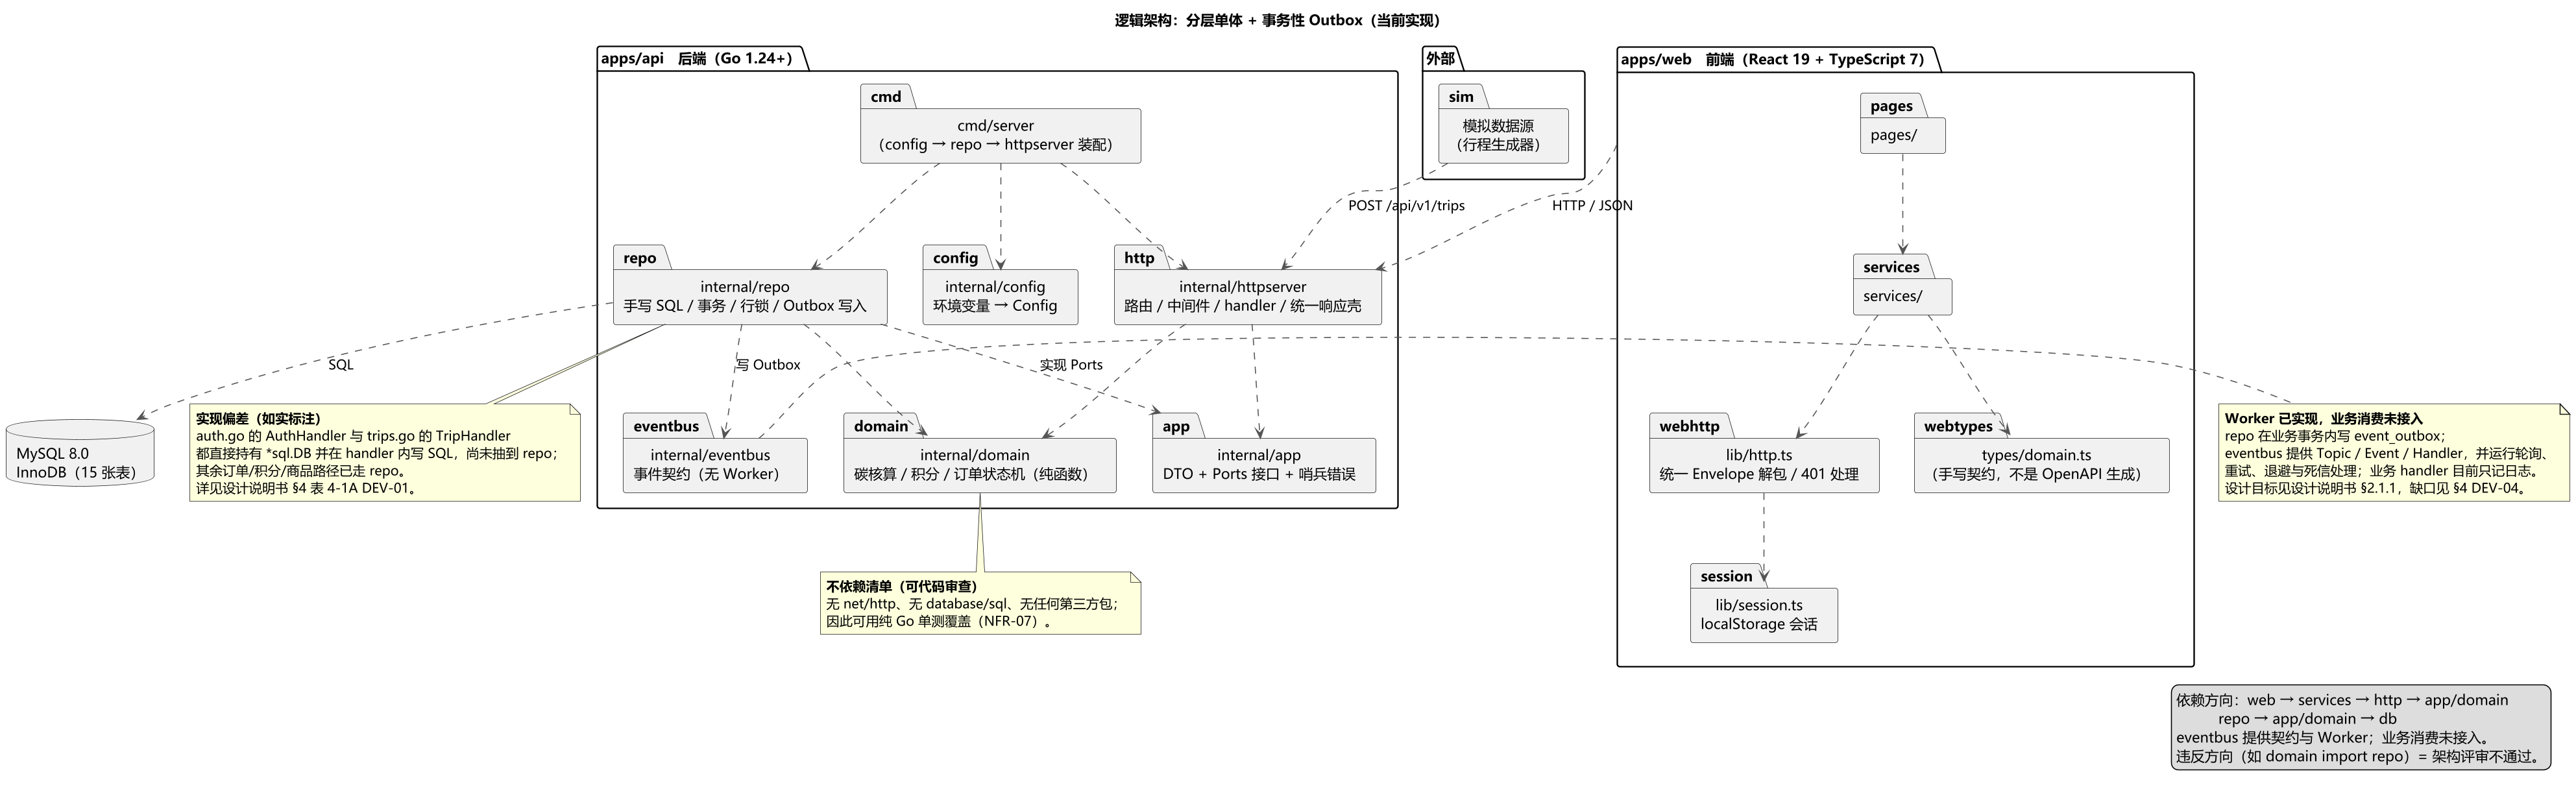 逻辑架构：分层单体 + 事务性 Outbox（当前实现）
apps/api　后端（Go 1.24+）
cmd
cmd/server
（config → repo → httpserver 装配）
repo
internal/repo
手写 SQL / 事务 / 行锁 / Outbox 写入
config
internal/config
环境变量 → Config
http
internal/httpserver
路由 / 中间件 / handler / 统一响应壳
写 Outbox
实现 Ports
eventbus
internal/eventbus
事件契约（无 Worker）
domain
internal/domain
碳核算 / 积分 / 订单状态机（纯函数）
app
internal/app
DTO + Ports 接口 + 哨兵错误
外部
sim
模拟数据源
（行程生成器）
POST /api/v1/trips
HTTP / JSON
apps/web　前端（React 19 + TypeScript 7）
pages
pages/
services
services/
webhttp
lib/http.ts
统一 Envelope 解包 / 401 处理
webtypes
types/domain.ts
（手写契约，不是 OpenAPI 生成）
session
lib/session.ts
localStorage 会话
SQL
MySQL 8.0
InnoDB（15 张表）
实现偏差（如实标注）
auth.go 的 AuthHandler 与 trips.go 的 TripHandler
都直接持有 *sql.DB 并在 handler 内写 SQL，尚未抽到 repo；
其余订单/积分/商品路径已走 repo。
详见设计说明书 §4 表 4-1A DEV-01。
不依赖清单（可代码审查）
无 net/http、无 database/sql、无任何第三方包；
因此可用纯 Go 单测覆盖（NFR-07）。
Worker 已实现，业务消费未接入
repo 在业务事务内写 event_outbox；
eventbus 提供 Topic / Event / Handler，并运行轮询、
重试、退避与死信处理；业务 handler 目前只记日志。
设计目标见设计说明书 §2.1.1，缺口见 §4 DEV-04。
依赖方向：web → services → http → app/domain
repo → app/domain → db
eventbus 提供契约与 Worker；业务消费未接入。
违反方向（如 domain import repo）= 架构评审不通过。